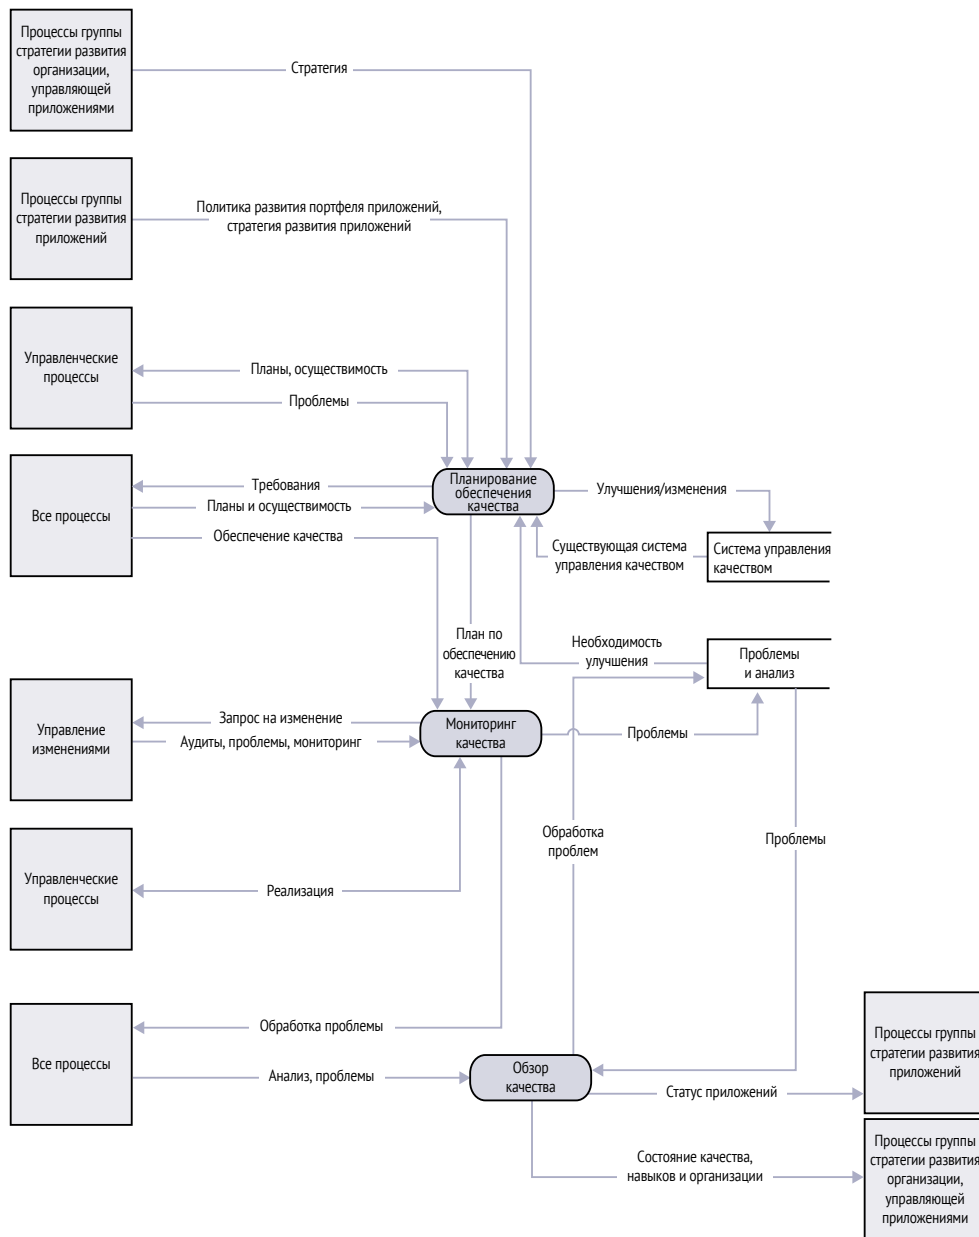 Процессы группы
стратегии развития
организации,
управляющей
приложениями
Стратегия
Процессы группы
стратегии развития
приложений
Политика развития портфеля приложений,
стратегия развития приложений
Управленческие
процессы
Планы, осуществимость
Проблемы
Все процессы
Требования
Планы и осуществимость
Обеспечение качества
Планирование
обеспечения
качества
Улучшения/изменения
Существующая система
управления качеством
Система управления
качеством
План по
обеспечению
качества
Необходимость
улучшения
Проблемы
и анализ
Управление
изменениями
Запрос на изменение
Аудиты, проблемы, мониторинг
Мониторинг
качества
Проблемы
Обработка
проблем
Проблемы
Управленческие
процессы
Реализация
Все процессы
Обработка проблемы
Анализ, проблемы
Обзор
качества
Статус приложений
Процессы группы
стратегии развития
приложений
Состояние качества,
навыков и организации
Процессы группы
стратегии развития
организации,
управляющей
приложениями